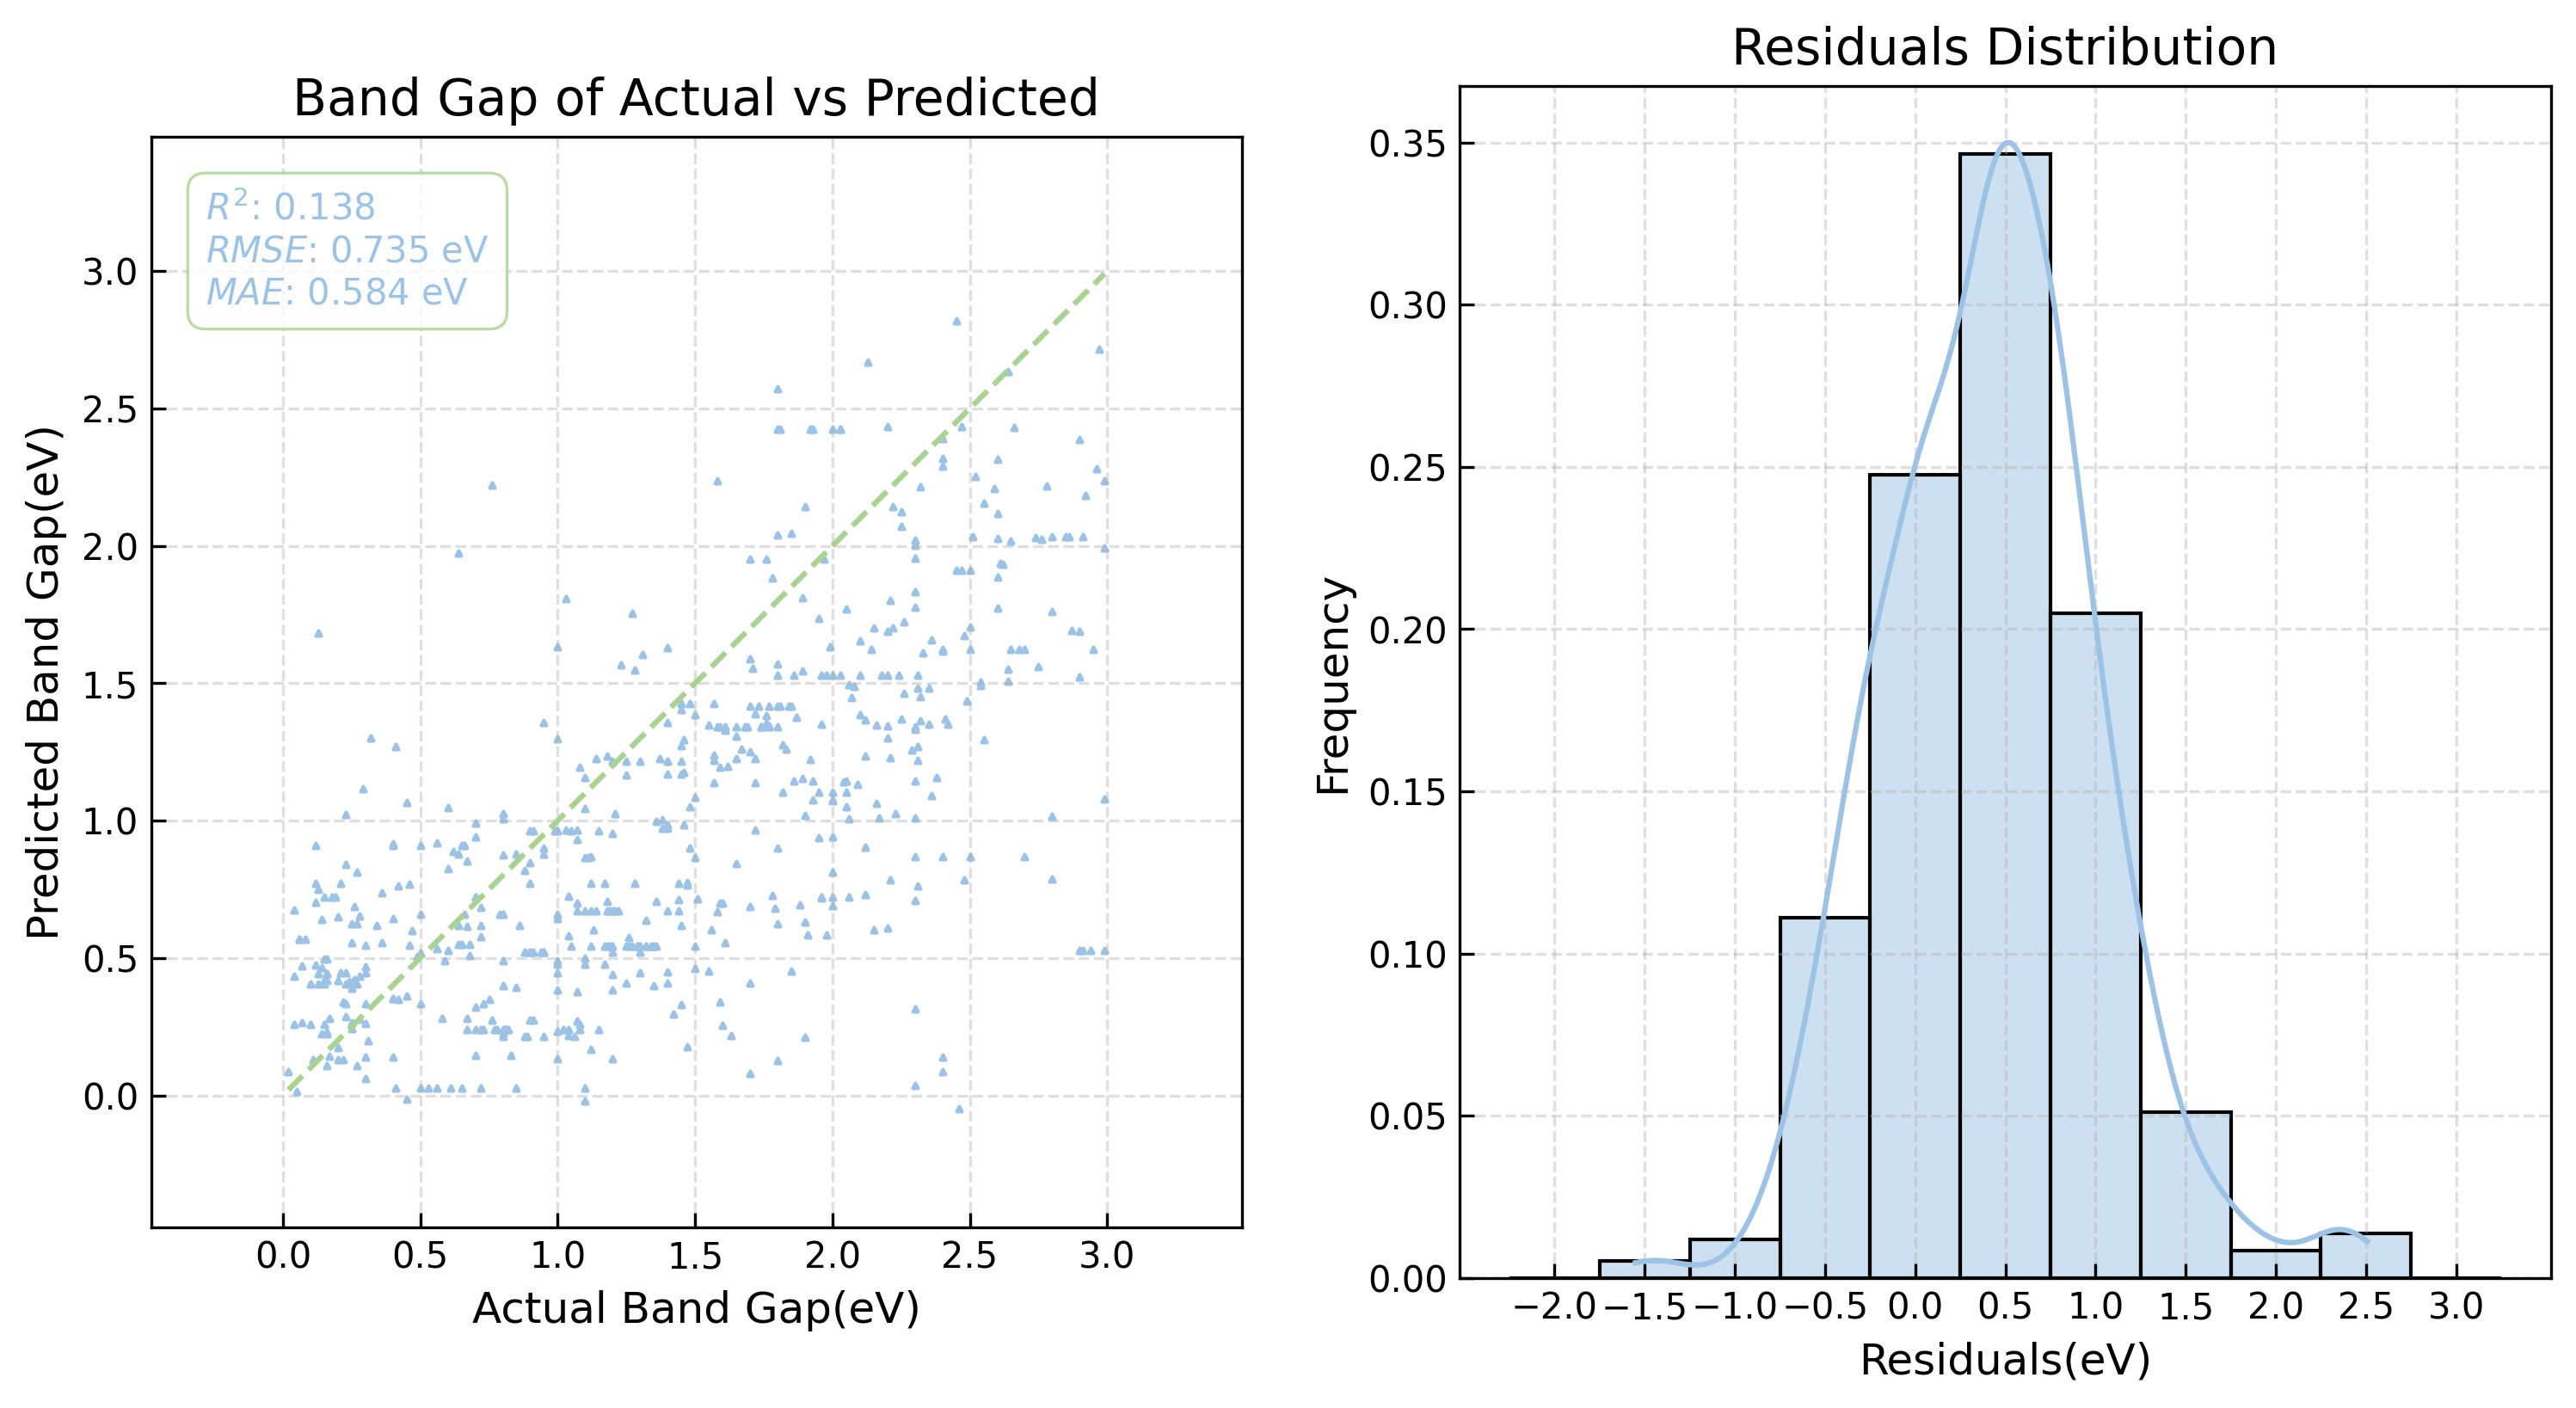 Band Gap of Actual vs Predicted
R²: 0.138
RMSE: 0.735 eV
MAE: 0.584 eV
3.0
2.5
2.0
1.5
1.0
0.5
0.0
Predicted Band Gap(eV)
0.0 0.5 1.0 1.5 2.0 2.5 3.0
Actual Band Gap(eV)
Residuals Distribution
0.35
0.30
0.25
0.20
0.15
0.10
0.05
0.00
Frequency
−2.0 −1.5 −1.0 −0.5 0.0 0.5 1.0 1.5 2.0 2.5 3.0
Residuals(eV)